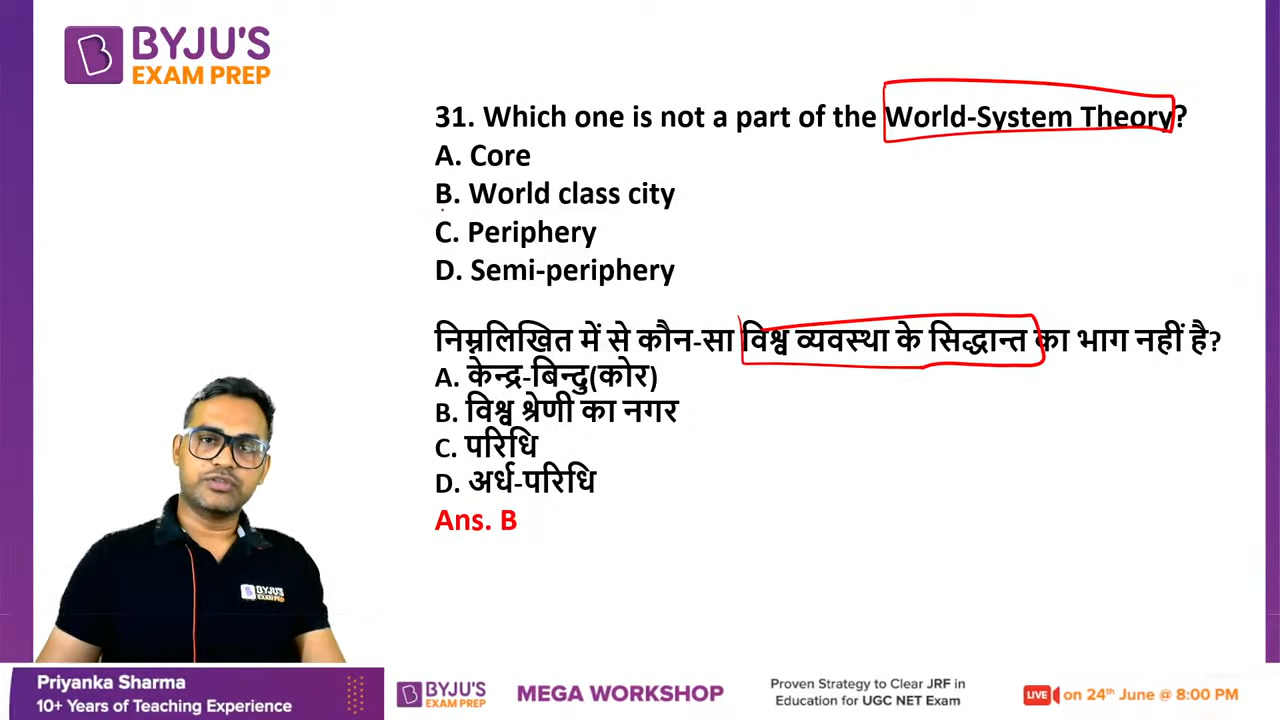 BYJU'S
EXAM PREP
31. Which one is not a part of the World-System Theory?
A. Core
B. World class city
C. Periphery
D. Semi-periphery
निम्नलिखित में से कौन-सा विश्व व्यवस्था के सिद्धान्त का भाग नहीं है?
A. केन्द्र-बिन्दु(कोर)
B. विश्व श्रेणी का नगर
C. परिधि
D. अर्ध-परिधि
Ans. B
BYJU'S
EXAM PREP
Priyanka Sharma
10+ Years of Teaching Experience
BYJU'S
EXAM PREP
MEGA WORKSHOP
Proven Strategy to Clear JRF in
Education for UGC NET Exam
LIVE on 24th June @ 8:00 PM